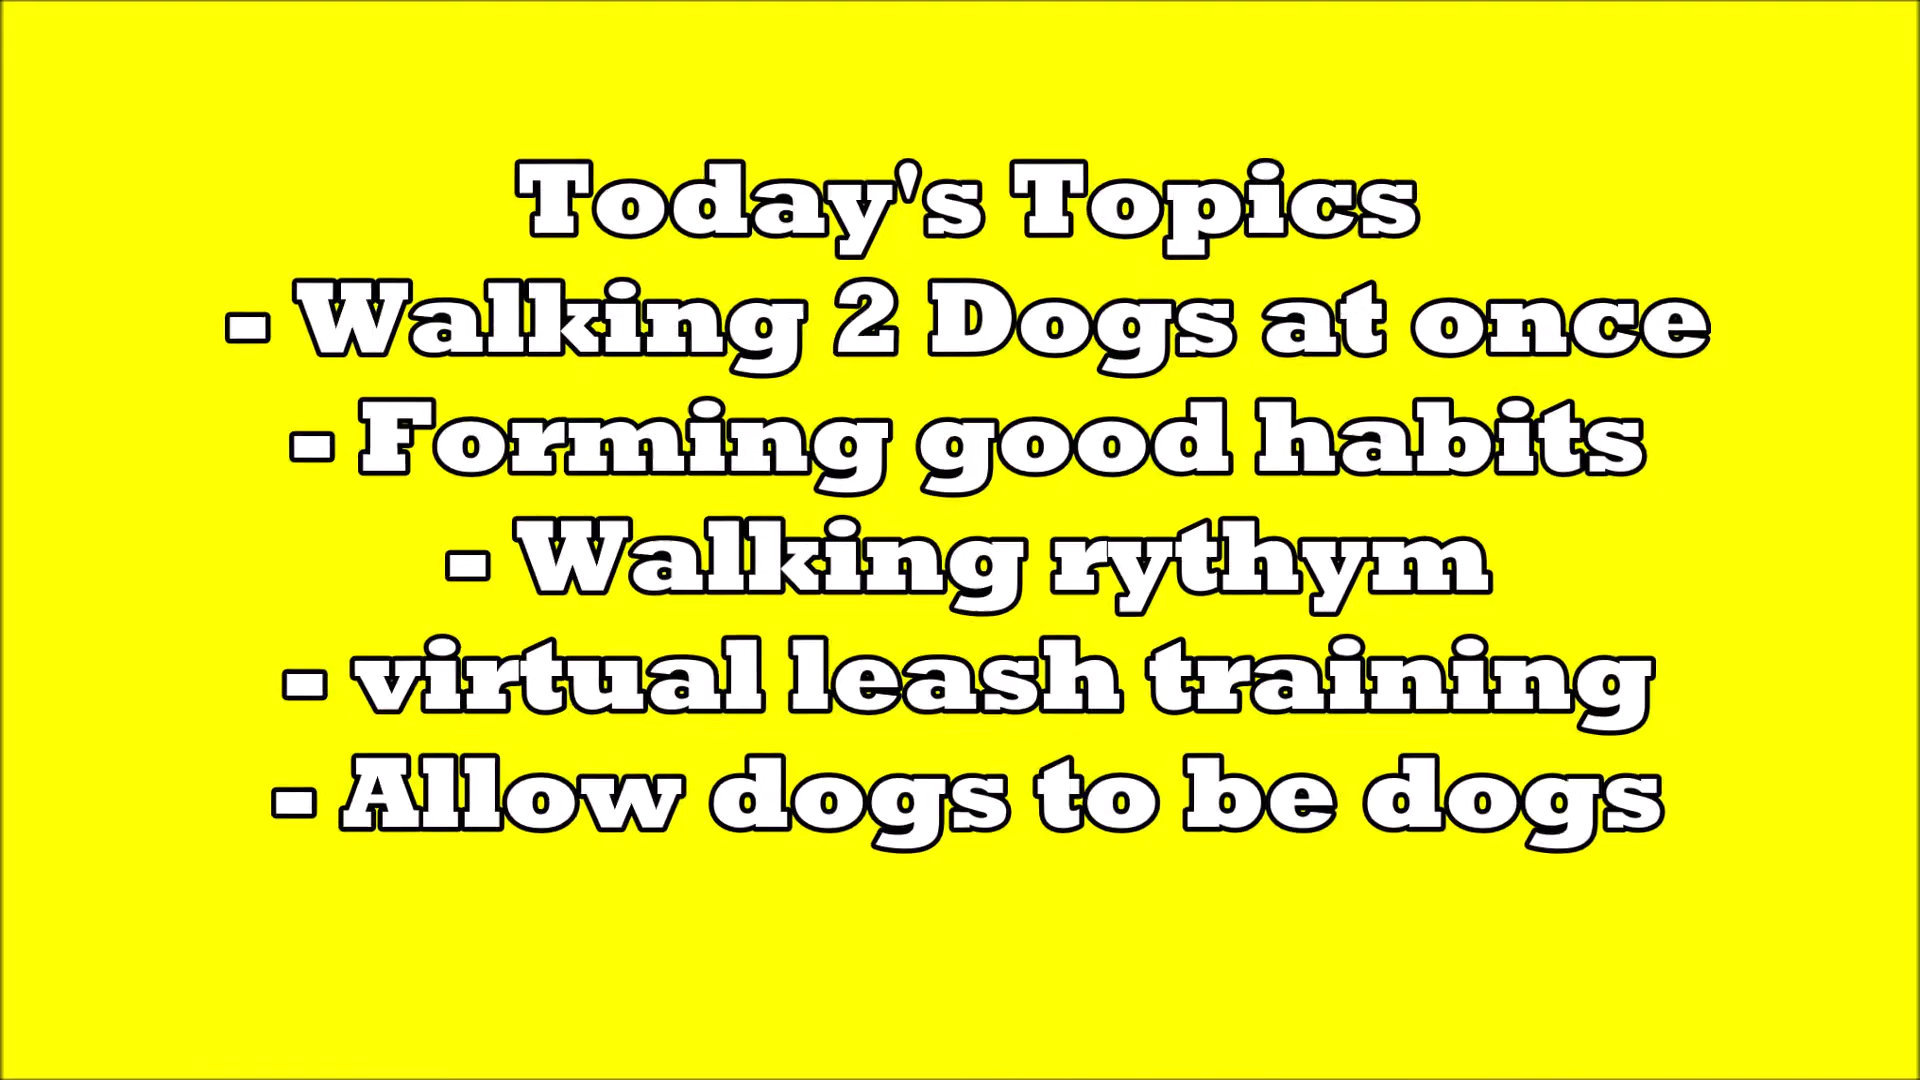 Today's Topics
- Walking 2 Dogs at once
- Forming good habits
- Walking rythym
- virtual leash training
- Allow dogs to be dogs